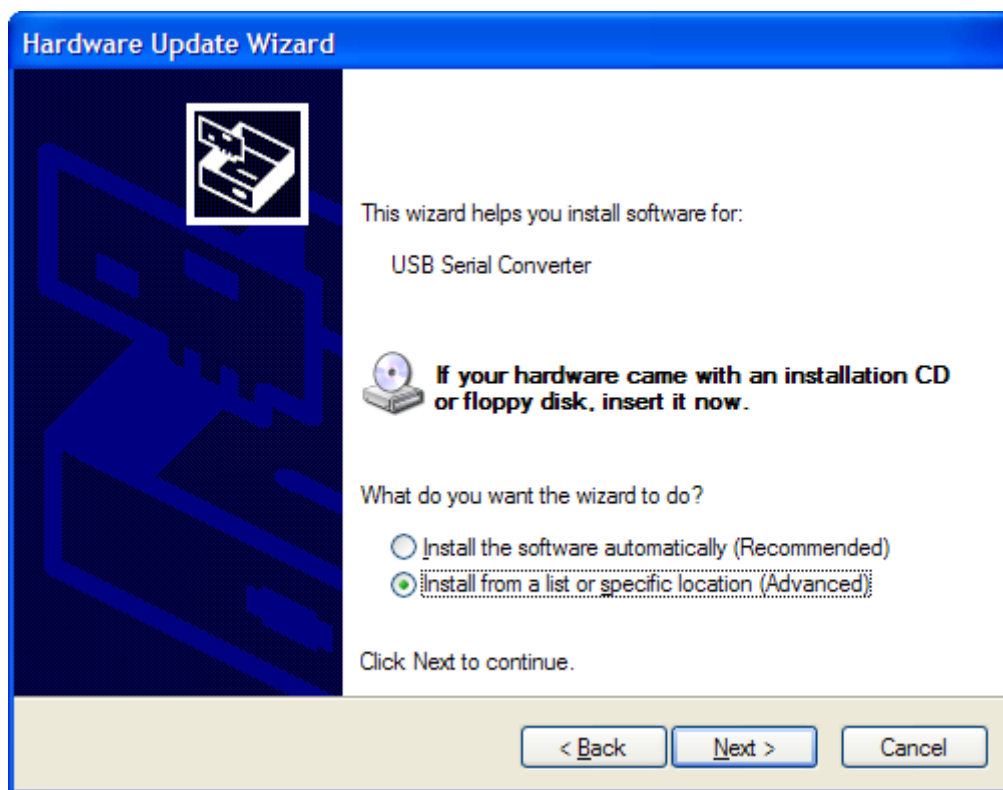 Hardware Update Wizard
This wizard helps you install software for:
USB Serial Converter
If your hardware came with an installation CD
or floppy disk, insert it now.
What do you want the wizard to do?
Install the software automatically (Recommended)
Install from a list or specific location (Advanced)
Click Next to continue.
< Back Next > Cancel